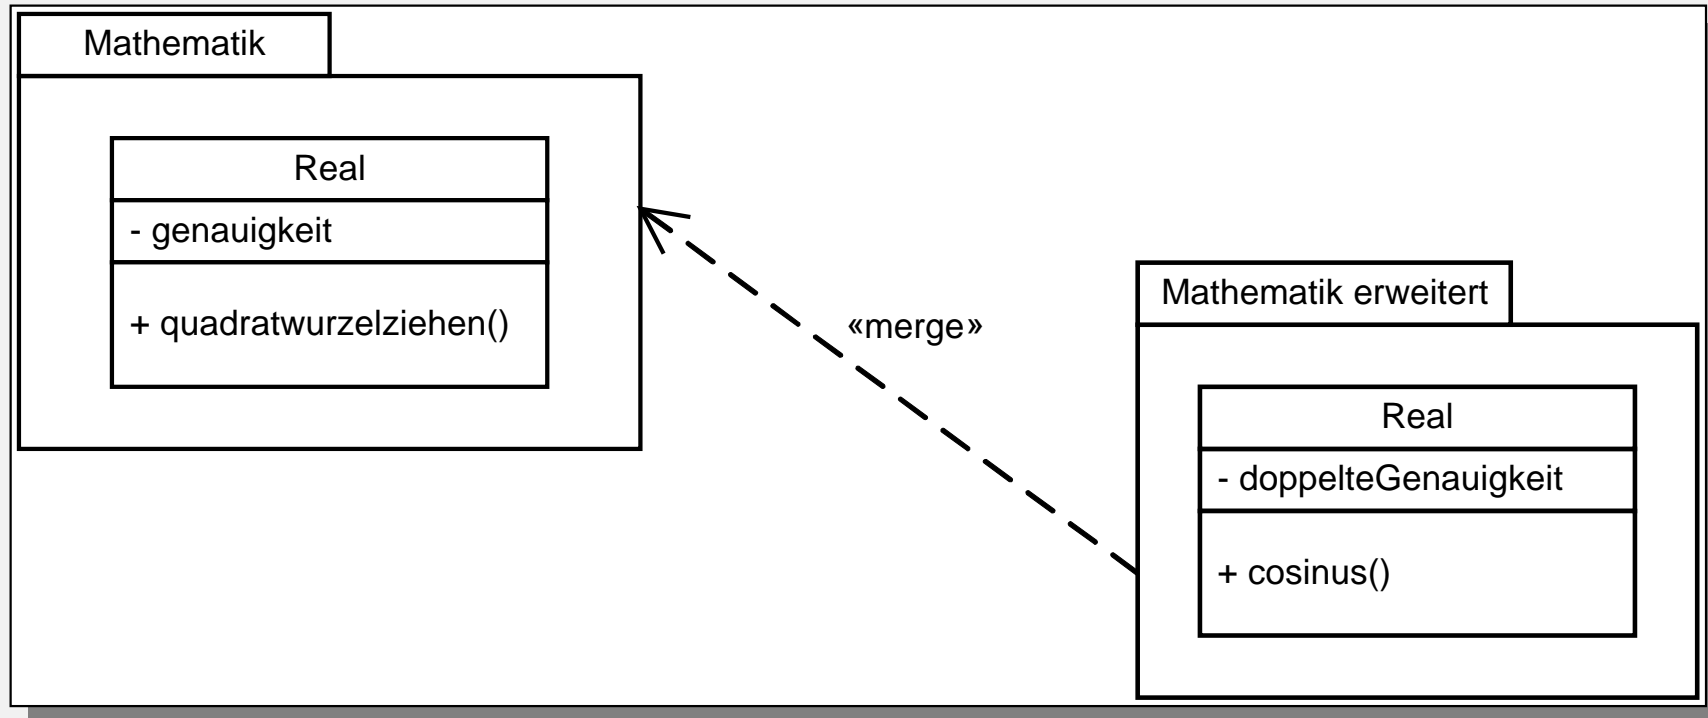 Mathematik
Real
- genauigkeit
+ quadratwurzelziehen()
«merge»
Mathematik erweitert
Real
- doppelteGenauigkeit
+ cosinus()